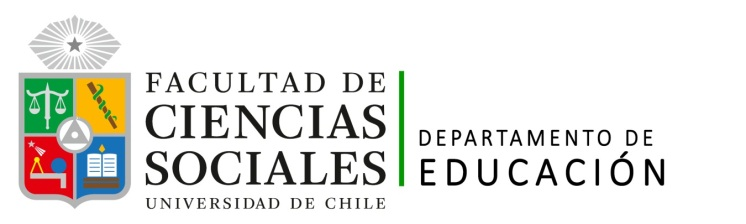 FACULTAD DE
CIENCIAS
SOCIALES
UNIVERSIDAD DE CHILE
DEPARTAMENTO DE
EDUCACIÓN